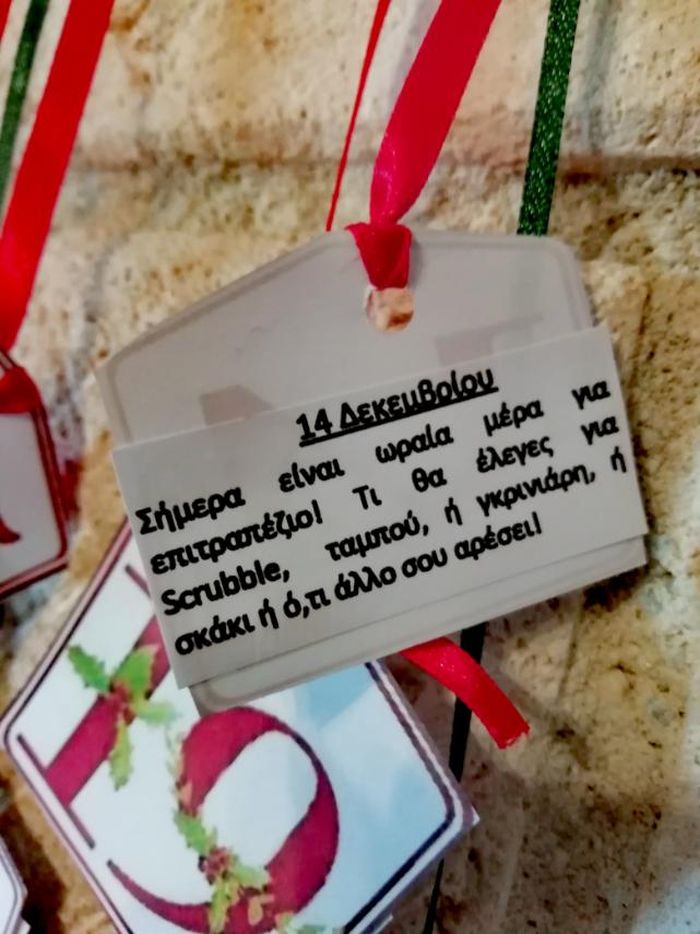 14 Δεκεμβρίου
Σήμερα είναι ωραία μέρα για
επιτραπέζιο! Τι θα έλεγες για
Scrubble, ταμπού, ή γκρινιάρη, ή
σκάκι ή ό,τι άλλο σου αρέσει!